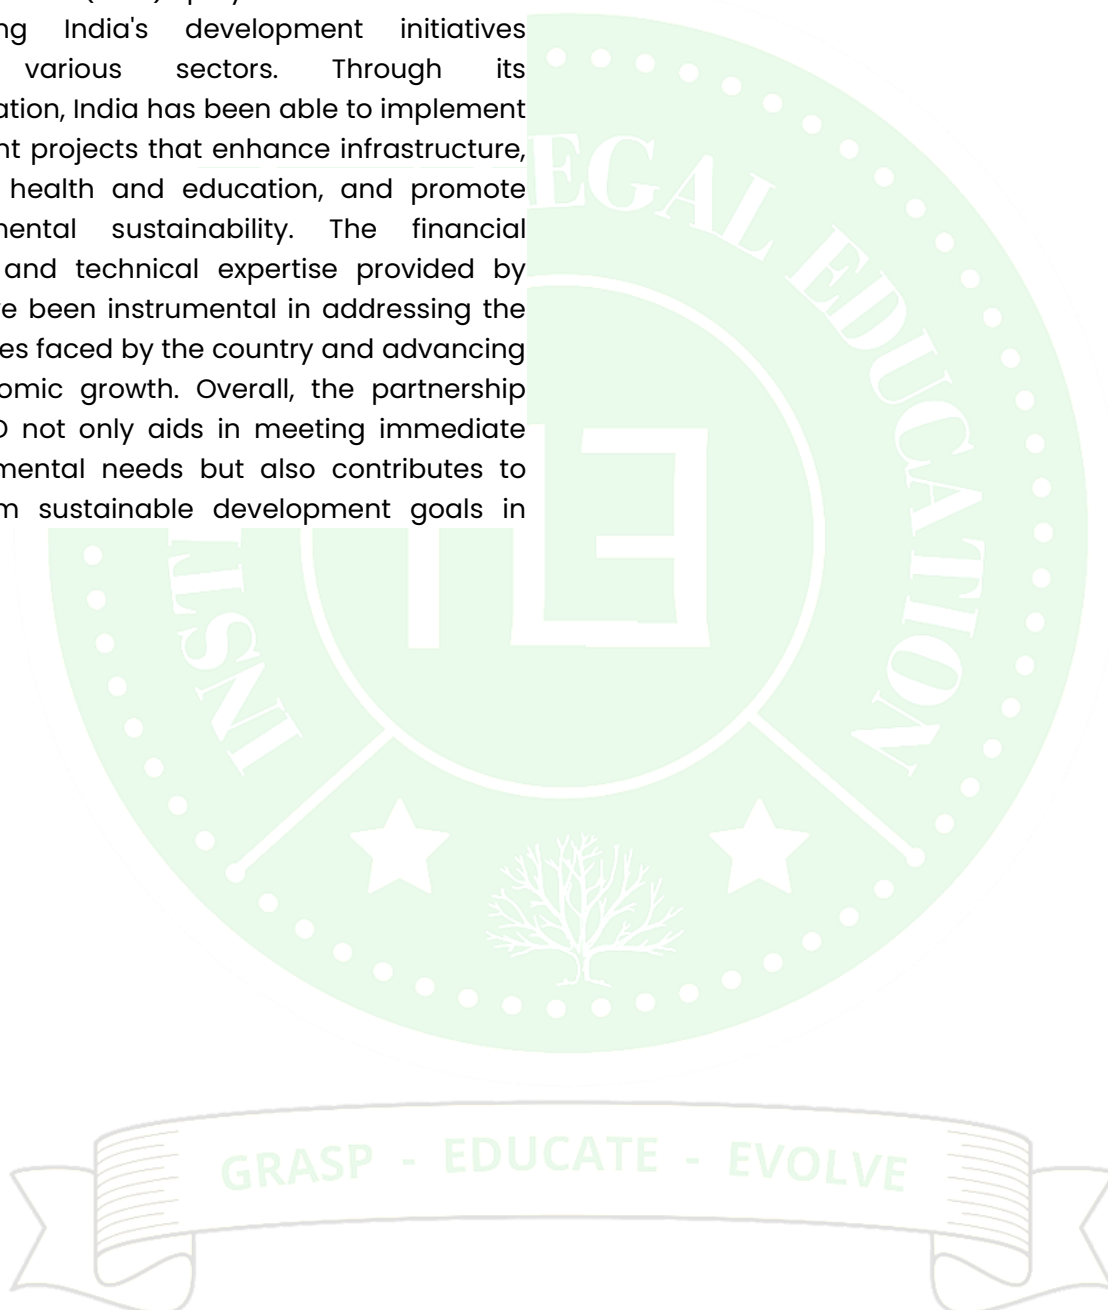 ng India's development initiatives
various sectors. Through its
ation, India has been able to implement
nt projects that enhance infrastructure,
health and education, and promote
mental sustainability. The financial
and technical expertise provided by
ve been instrumental in addressing the
es faced by the country and advancing
omic growth. Overall, the partnership
D not only aids in meeting immediate
mental needs but also contributes to
m sustainable development goals in
EGAL EDUCATION
INSTI
GRASP - EDUCATE - EVOLVE